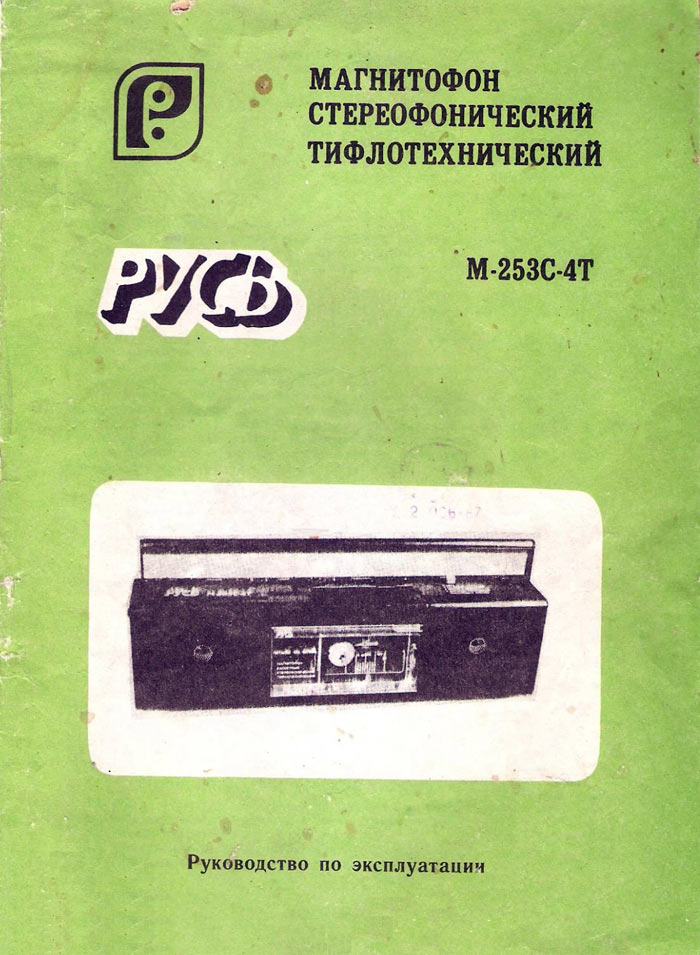 МАГНИТОФОН
СТЕРЕОФОНИЧЕСКИЙ
ТИФЛОТЕХНИЧЕСКИЙ
РУСЬ
М-253С-4Т
Руководство по эксплуатации